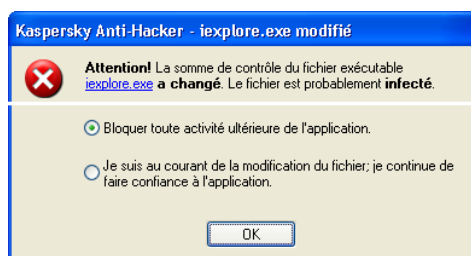 Kaspersky Anti-Hacker - iexplore.exe modifié
Attention! La somme de contrôle du fichier exécutable
iexplore.exe a changé. Le fichier est probablement infecté.
Bloquer toute activité ultérieure de l'application.
Je suis au courant de la modification du fichier; je continue de
faire confiance à l'application.
OK